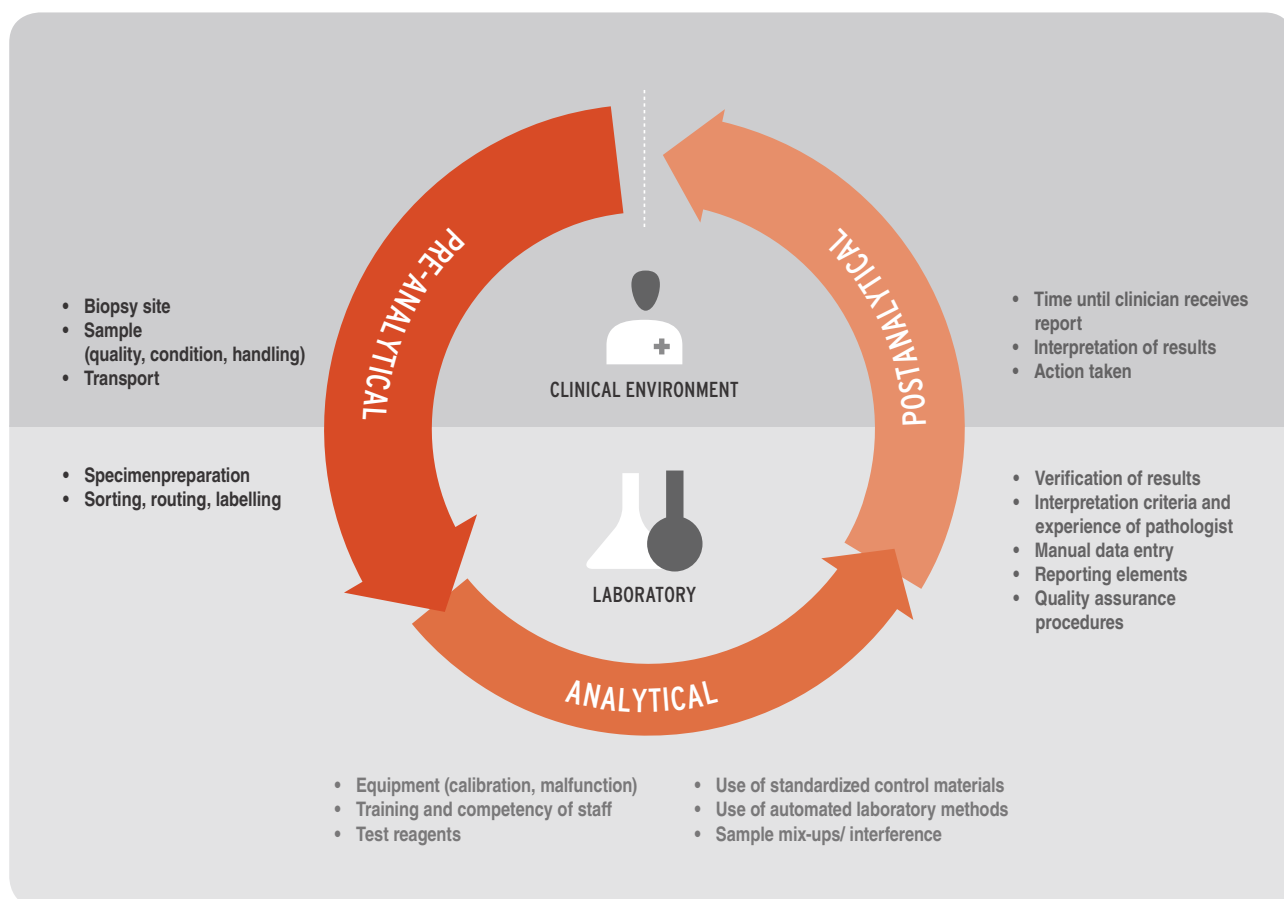 PRE-ANALYTICAL
POSTANALYTICAL
• Biopsy site
• Sample
(quality, condition, handling)
• Transport
CLINICAL ENVIRONMENT
• Time until clinician receives
report
• Interpretation of results
• Action taken
• Specimenpreparation
• Sorting, routing, labelling
LABORATORY
• Verification of results
• Interpretation criteria and
experience of pathologist
• Manual data entry
• Reporting elements
• Quality assurance
procedures
ANALYTICAL
• Equipment (calibration, malfunction)
• Training and competency of staff
• Test reagents
• Use of standardized control materials
• Use of automated laboratory methods
• Sample mix-ups/ interference